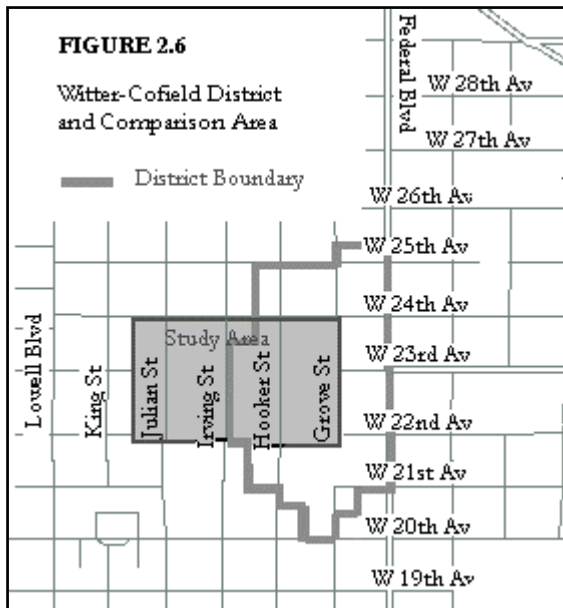 FIGURE 2.6
Witter-Cofield District
and Comparison Area
District Boundary
Federal Blvd
W 28th Av
W 27th Av
W 26th Av
W 25th Av
W 24th Av
W 23rd Av
W 22nd Av
W 21st Av
W 20th Av
W 19th Av
Study Area
Lowell Blvd
King St
Julian St
Irving St
Hooker St
Grove St